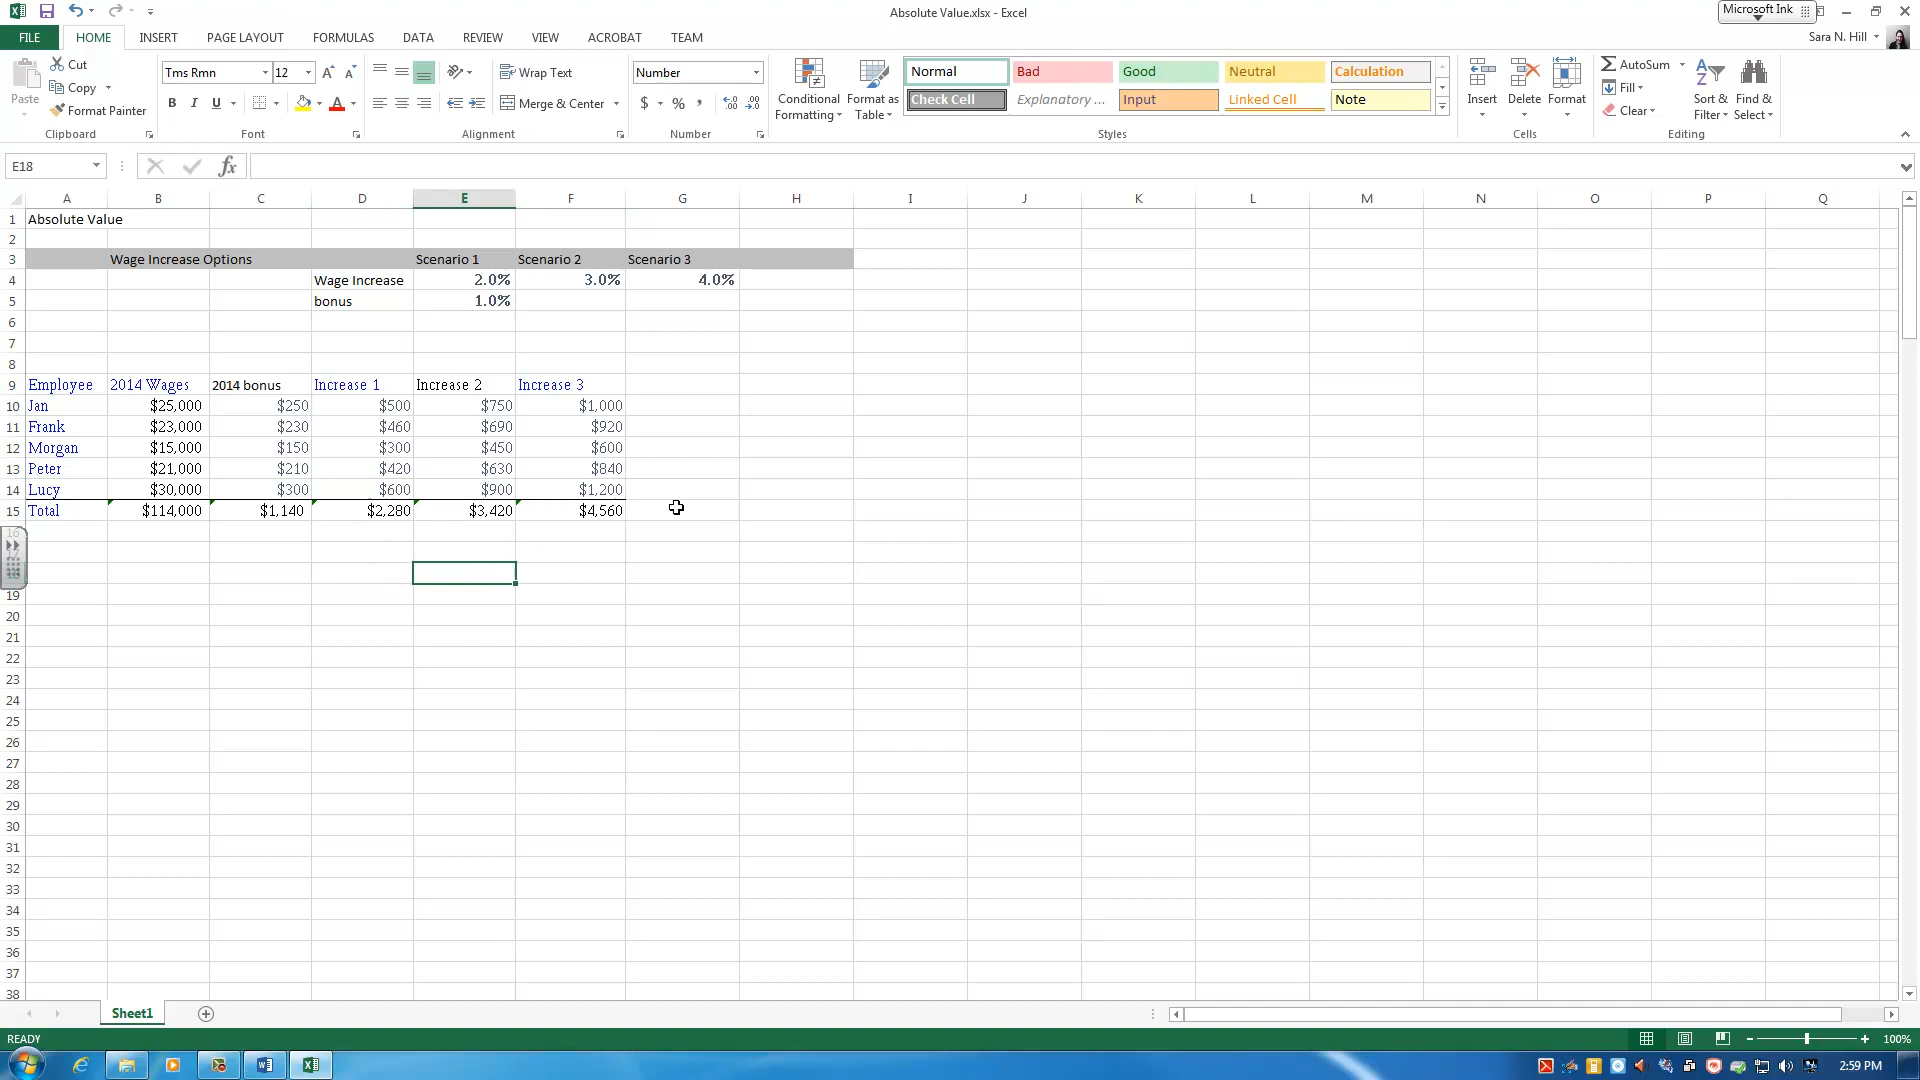 Absolute Value.xlsx - Excel
Microsoft Ink
FILE HOME INSERT PAGE LAYOUT FORMULAS DATA REVIEW VIEW ACROBAT TEAM
Sara N. Hill
Paste
Cut
Copy
Format Painter
Clipboard
Tms Rmn 12
B I U
Font
Wrap Text
Merge & Center
Alignment
Number
$ % ,
Number
Conditional Formatting
Format as Table
Normal Bad Good Neutral Calculation
Check Cell Explanatory ... Input Linked Cell Note
Styles
Insert Delete Format
Cells
AutoSum
Fill
Clear
Sort & Filter
Find & Select
Editing
E18
fx
A B C D E F G H I J K L M N O P Q
1 Absolute Value
2
3 Wage Increase Options Scenario 1 Scenario 2 Scenario 3
4 Wage Increase 2.0% 3.0% 4.0%
5 bonus 1.0%
6
7
8
9 Employee 2014 Wages 2014 bonus Increase 1 Increase 2 Increase 3
10 Jan $25,000 $250 $500 $750 $1,000
11 Frank $23,000 $230 $460 $690 $920
12 Morgan $15,000 $150 $300 $450 $600
13 Peter $21,000 $210 $420 $630 $840
14 Lucy $30,000 $300 $600 $900 $1,200
15 Total $114,000 $1,140 $2,280 $3,420 $4,560
19
20
21
22
23
24
25
26
27
28
29
30
31
32
33
34
35
36
37
38
Sheet1
READY
100%
2:59 PM